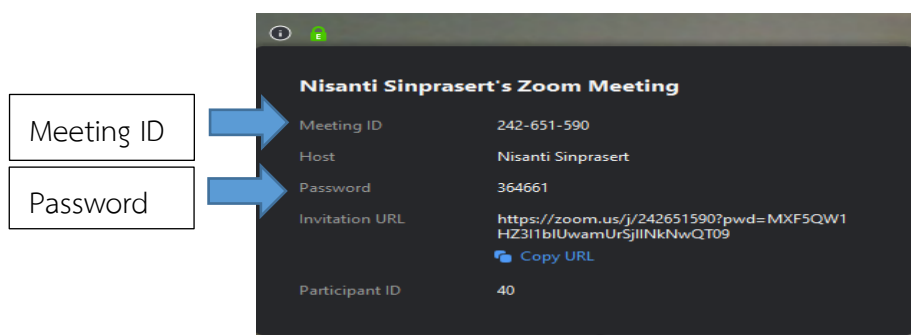 Nisanti Sinprasert's Zoom Meeting
Meeting ID
Meeting ID 242-651-590
Host Nisanti Sinprasert
Password
Password 364661
Invitation URL https://zoom.us/j/242651590?pwd=MXF5QW1
HZ3I1bIUwamUrSjlINkNwQT09
Copy URL
Participant ID 40